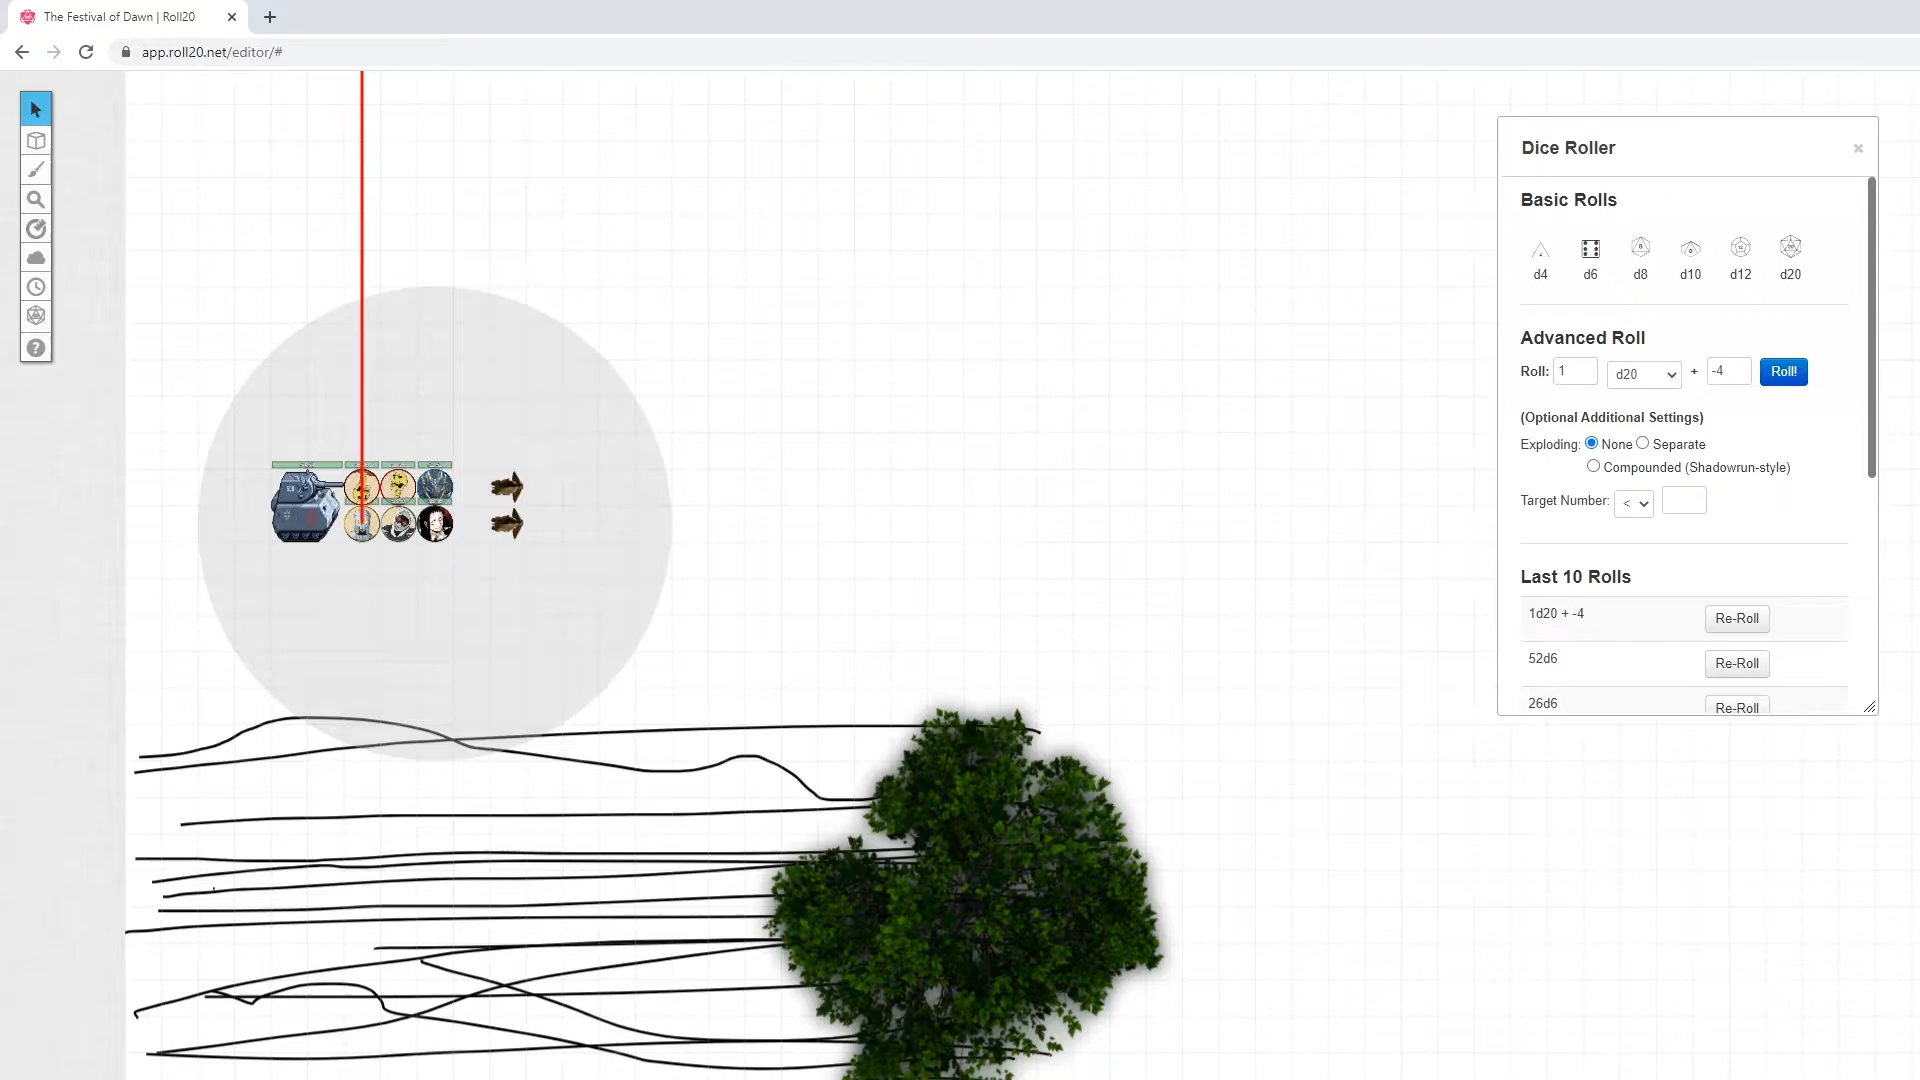 The Festival of Dawn | Roll20
app.roll20.net/editor/#
Dice Roller
Basic Rolls
d4 d6 d8 d10 d12 d20
Advanced Roll
Roll: 1 d20 + -4 Roll!
(Optional Additional Settings)
Exploding: None Separate
Compounded (Shadowrun-style)
Target Number: <
Last 10 Rolls
1d20 + -4 Re-Roll
52d6 Re-Roll
26d6 Re-Roll